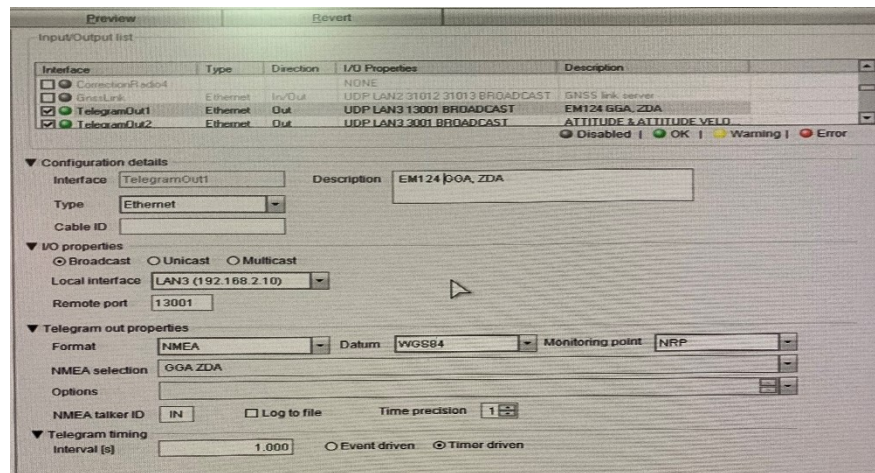 Preview Revert
Input/Output list
Interface Type Direction I/O Properties Description
CorrectionRadio4 NONE
GnssLink Ethernet In/Out UDP LAN2 31012 31013 BROADCAST GNSS link server
TelegramOut1 Ethernet Out UDP LAN3 13001 BROADCAST EM124 GGA, ZDA
TelegramOut2 Ethernet Out UDP LAN3 3001 BROADCAST ATTITUDE & ATTITUDE VELO...
Disabled | OK | Warning | Error
Configuration details
Interface TelegramOut1 Description EM124 GGA, ZDA
Type Ethernet
Cable ID
I/O properties
Broadcast Unicast Multicast
Local interface LAN3 (192.168.2.10)
Remote port 13001
Telegram out properties
Format NMEA Datum WGS84 Monitoring point NRP
NMEA selection GGA ZDA
Options
NMEA talker ID IN Log to file Time precision 1
Telegram timing
Interval [s] 1.000 Event driven Timer driven